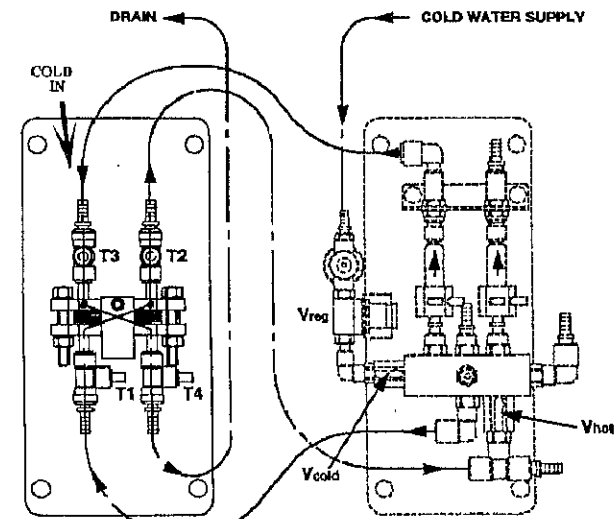 DRAIN
COLD WATER SUPPLY
COLD
IN
T3
T2
Vreg
T1
T4
Vcold
Vhot